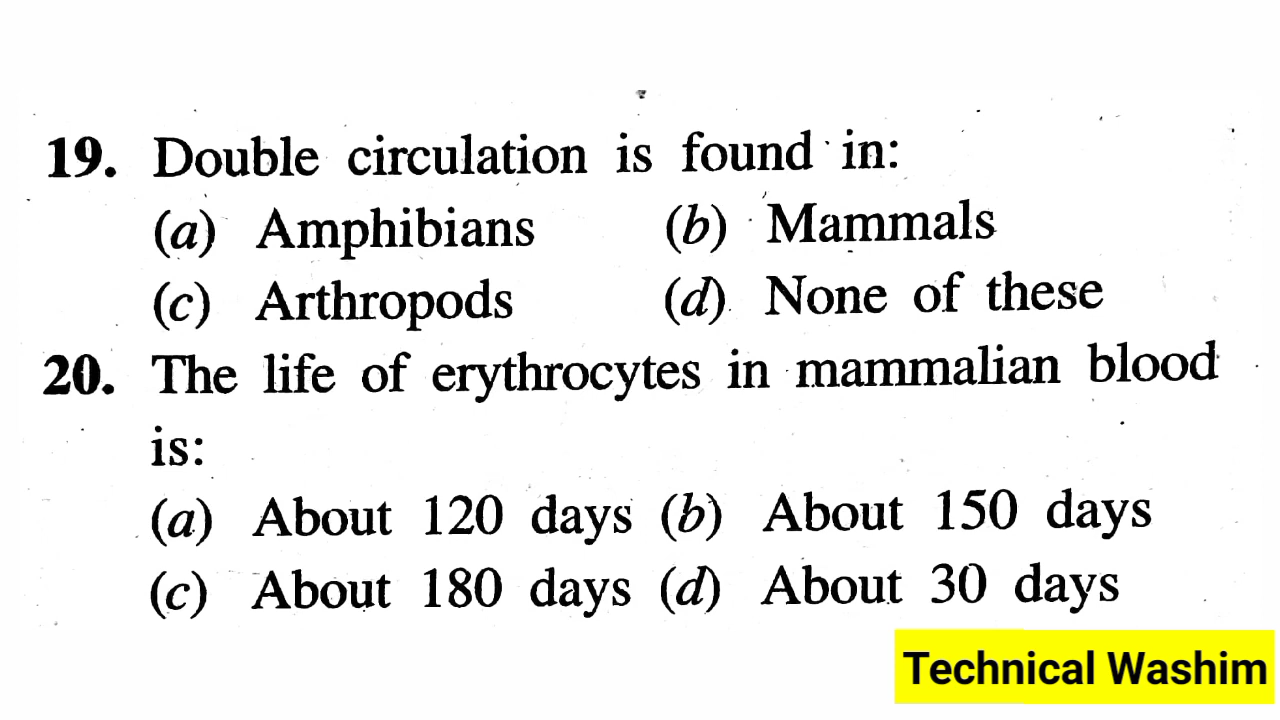 19. Double circulation is found in:
(a) Amphibians (b) Mammals
(c) Arthropods (d) None of these
20. The life of erythrocytes in mammalian blood
is:
(a) About 120 days (b) About 150 days
(c) About 180 days (d) About 30 days
Technical Washim